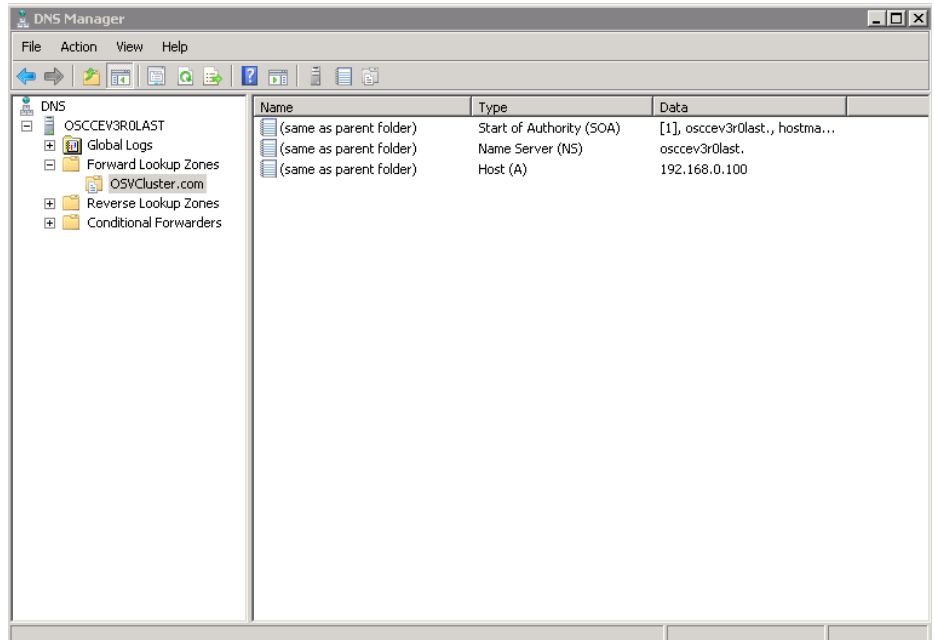 DNS Manager
File Action View Help
DNS
OSCCEV3R0LAST
Global Logs
Forward Lookup Zones
OSVCluster.com
Reverse Lookup Zones
Conditional Forwarders
Name Type Data
(same as parent folder) Start of Authority (SOA) [1], osccev3r0last., hostma...
(same as parent folder) Name Server (NS) osccev3r0last.
(same as parent folder) Host (A) 192.168.0.100